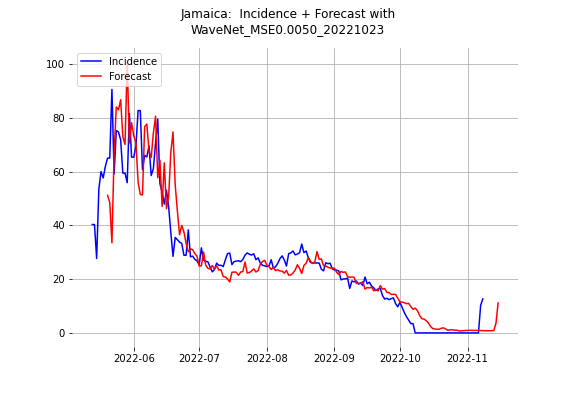 Jamaica:  Incidence + Forecast with
WaveNet_MSE0.0050_20221023
Incidence
Forecast
100
80
60
40
20
0
2022-06 2022-07 2022-08 2022-09 2022-10 2022-11